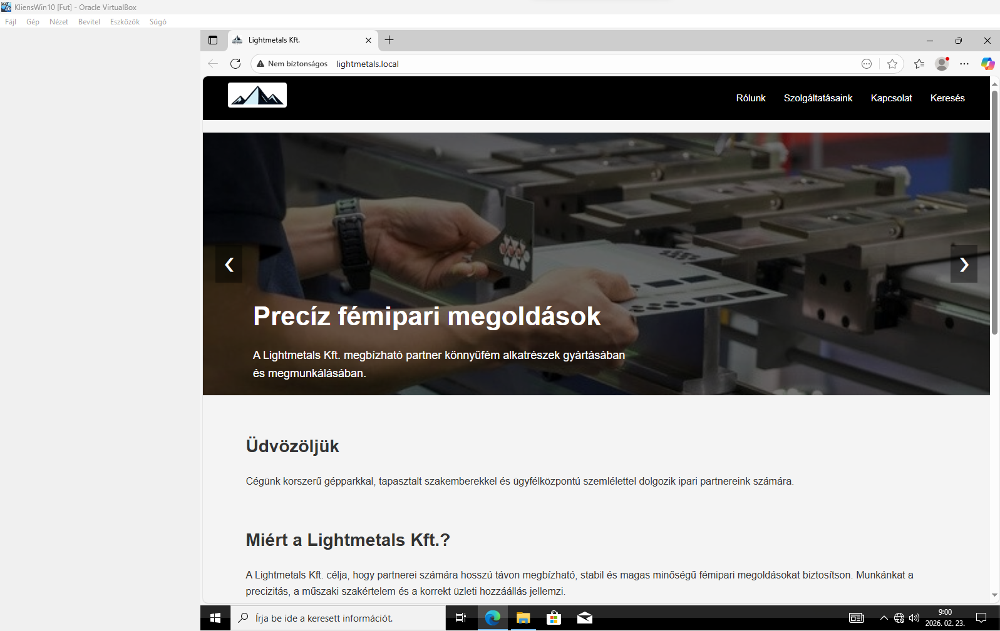 KliensWin10 [Fut] - Oracle VirtualBox
Fájl Gép Nézet Bevitel Eszközök Súgó
Lightmetals Kft.
Nem biztonságos lightmetals.local
Rólunk Szolgáltatásaink Kapcsolat Keresés
Precíz fémipari megoldások
A Lightmetals Kft. megbízható partner könnyűfém alkatrészek gyártásában
és megmunkálásában.
Üdvözöljük
Cégünk korszerű gépparkkal, tapasztalt szakemberekkel és ügyfélközpontú szemlélettel dolgozik ipari partnereink számára.
Miért a Lightmetals Kft.?
A Lightmetals Kft. célja, hogy partnerei számára hosszú távon megbízható, stabil és magas minőségű fémipari megoldásokat biztosítson. Munkánkat a
precizitás, a műszaki szakértelem és a korrekt üzleti hozzáállás jellemzi.
Írja be ide a keresett információt.
9:00
2026. 02. 23.